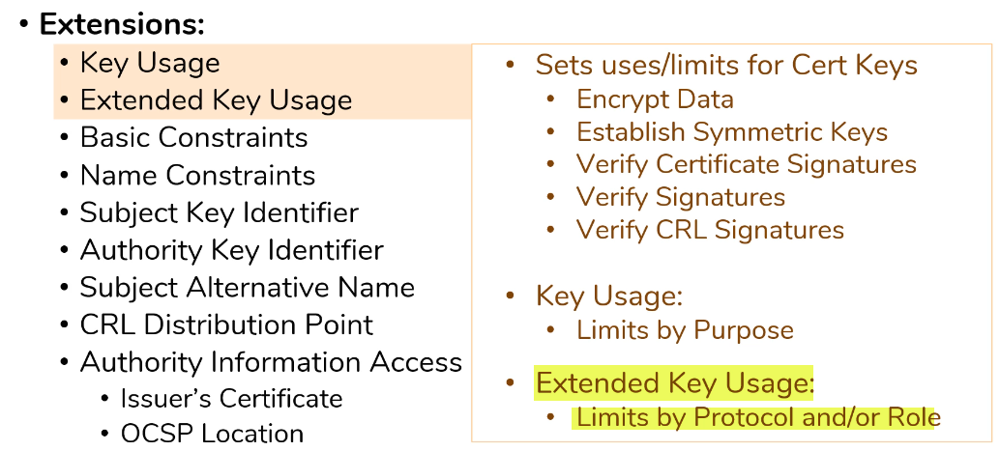 • Extensions:
• Key Usage
• Extended Key Usage
• Basic Constraints
• Name Constraints
• Subject Key Identifier
• Authority Key Identifier
• Subject Alternative Name
• CRL Distribution Point
• Authority Information Access
• Issuer's Certificate
• OCSP Location
• Sets uses/limits for Cert Keys
• Encrypt Data
• Establish Symmetric Keys
• Verify Certificate Signatures
• Verify Signatures
• Verify CRL Signatures
• Key Usage:
• Limits by Purpose
• Extended Key Usage:
• Limits by Protocol and/or Role